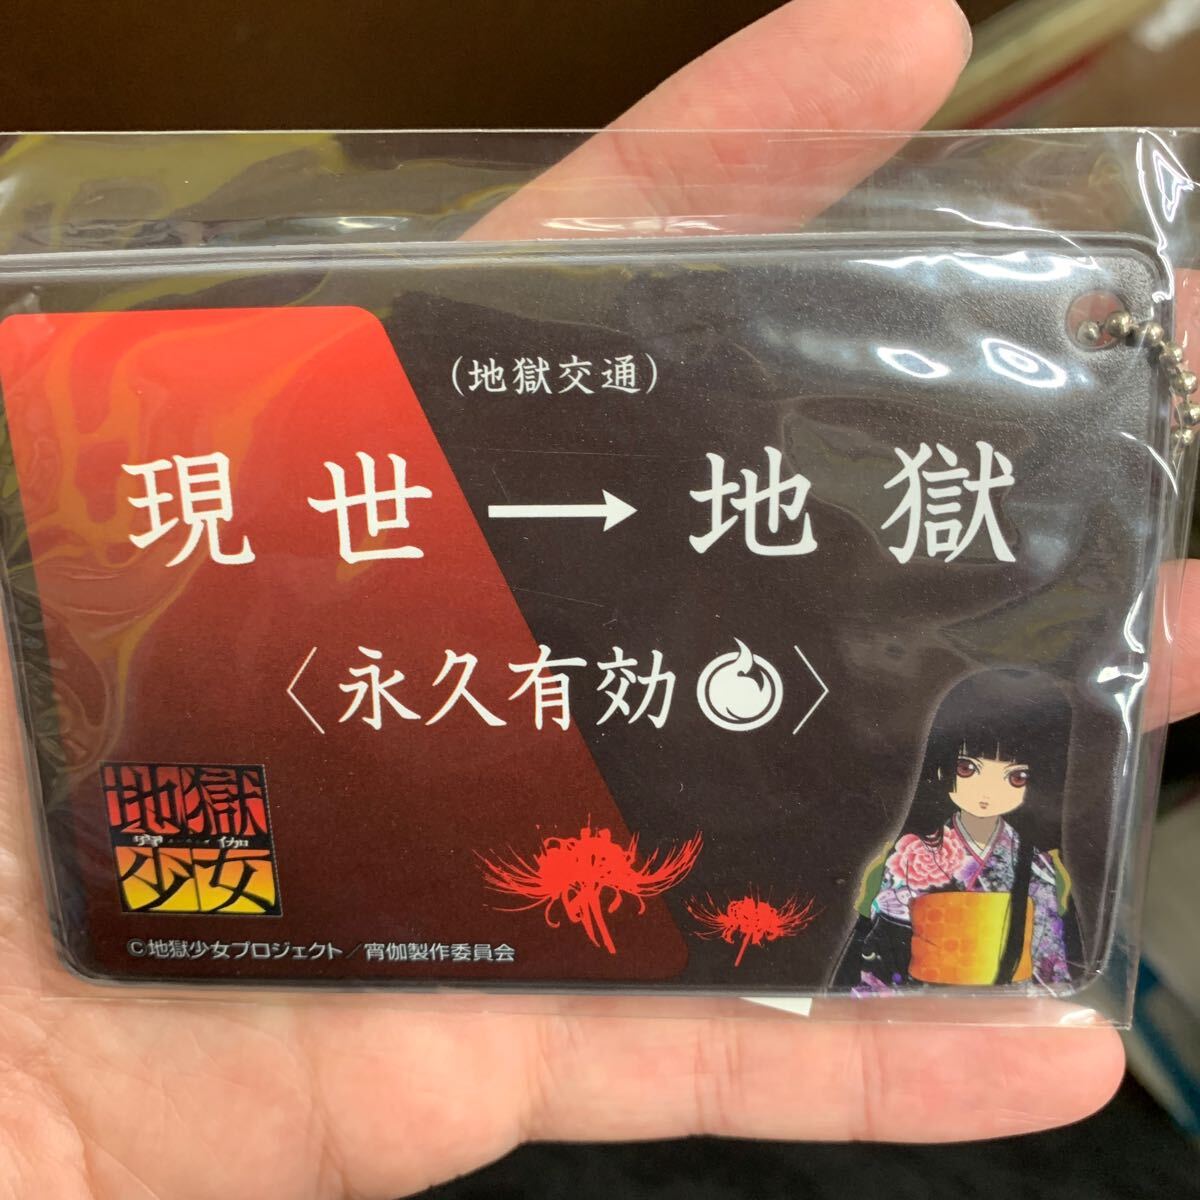 (地獄交通)
現世→地獄
〈永久有効〉
地獄
宵伽
少女
©地獄少女プロジェクト/宵伽製作委員会